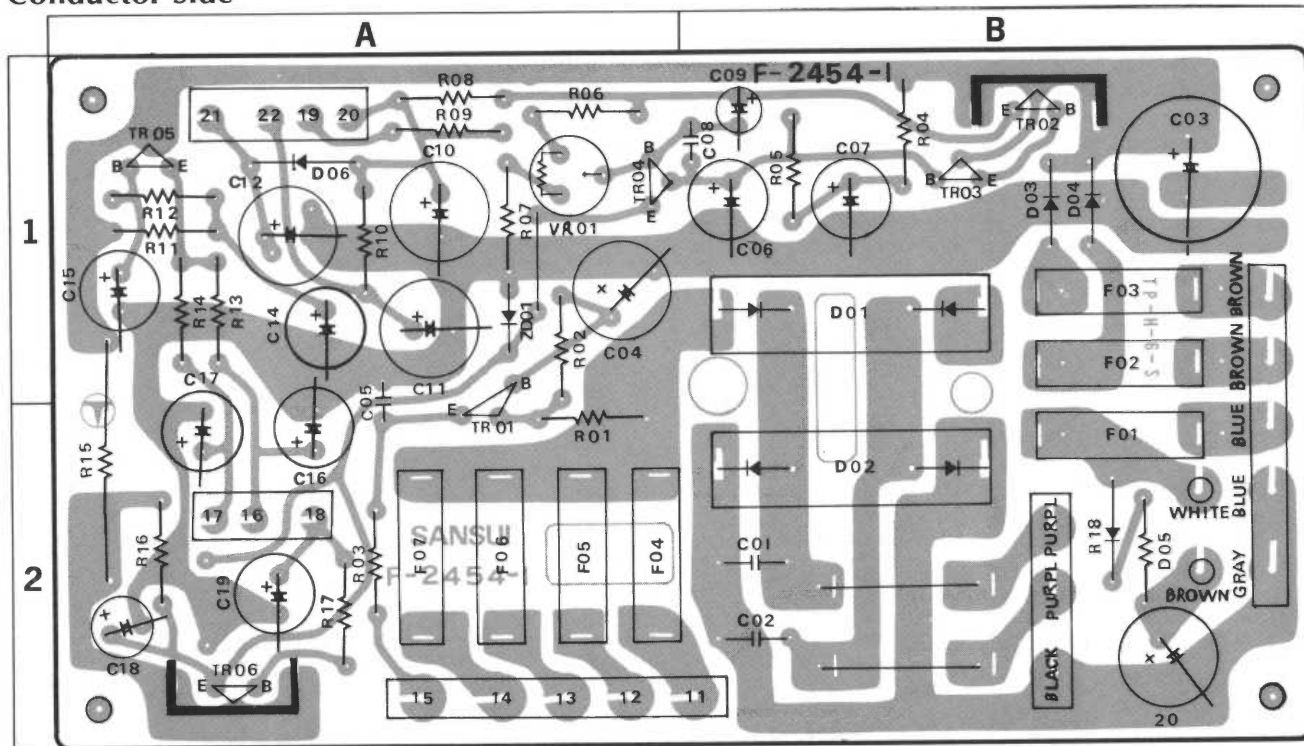 Conductor Side
A
B
1
2
F-2454-1
21
22
19
20
R08
R09
R06
C09
R04
E
B
TR02
C03
TR05
B
E
D06
C10
C12
R12
R11
R10
R07
VR01
B
TR04
E
C08
C06
R05
C07
B
TR03
E
D03
D04
C15
R14
R13
C14
C11
ZD01
R02
C04
D01
F03
F02
F01
TP-H-6-S
BROWN
BROWN
BLUE
BLUE
GRAY
C17
C16
C05
E
TR01
B
R01
D02
R15
R16
17
16
18
R03
SANSUI
F-2454-1
F07
F06
F05
F04
C01
C02
R18
D05
WHITE
BROWN
PURPL
PURPL
BLACK
C19
R17
C18
E
TR06
B
15
14
13
12
11
20